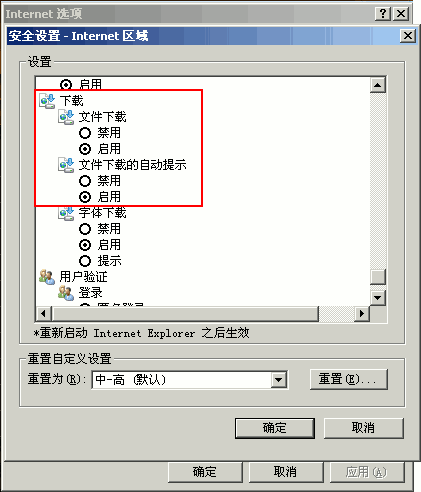 Internet 选项
安全设置 - Internet 区域
设置
启用
下载
文件下载
禁用
启用
文件下载的自动提示
禁用
启用
字体下载
禁用
启用
提示
用户验证
登录
*重新启动 Internet Explorer 之后生效
重置自定义设置
重置为(R): 中-高 (默认) 重置(E)...
确定 取消
确定 取消 应用(A)